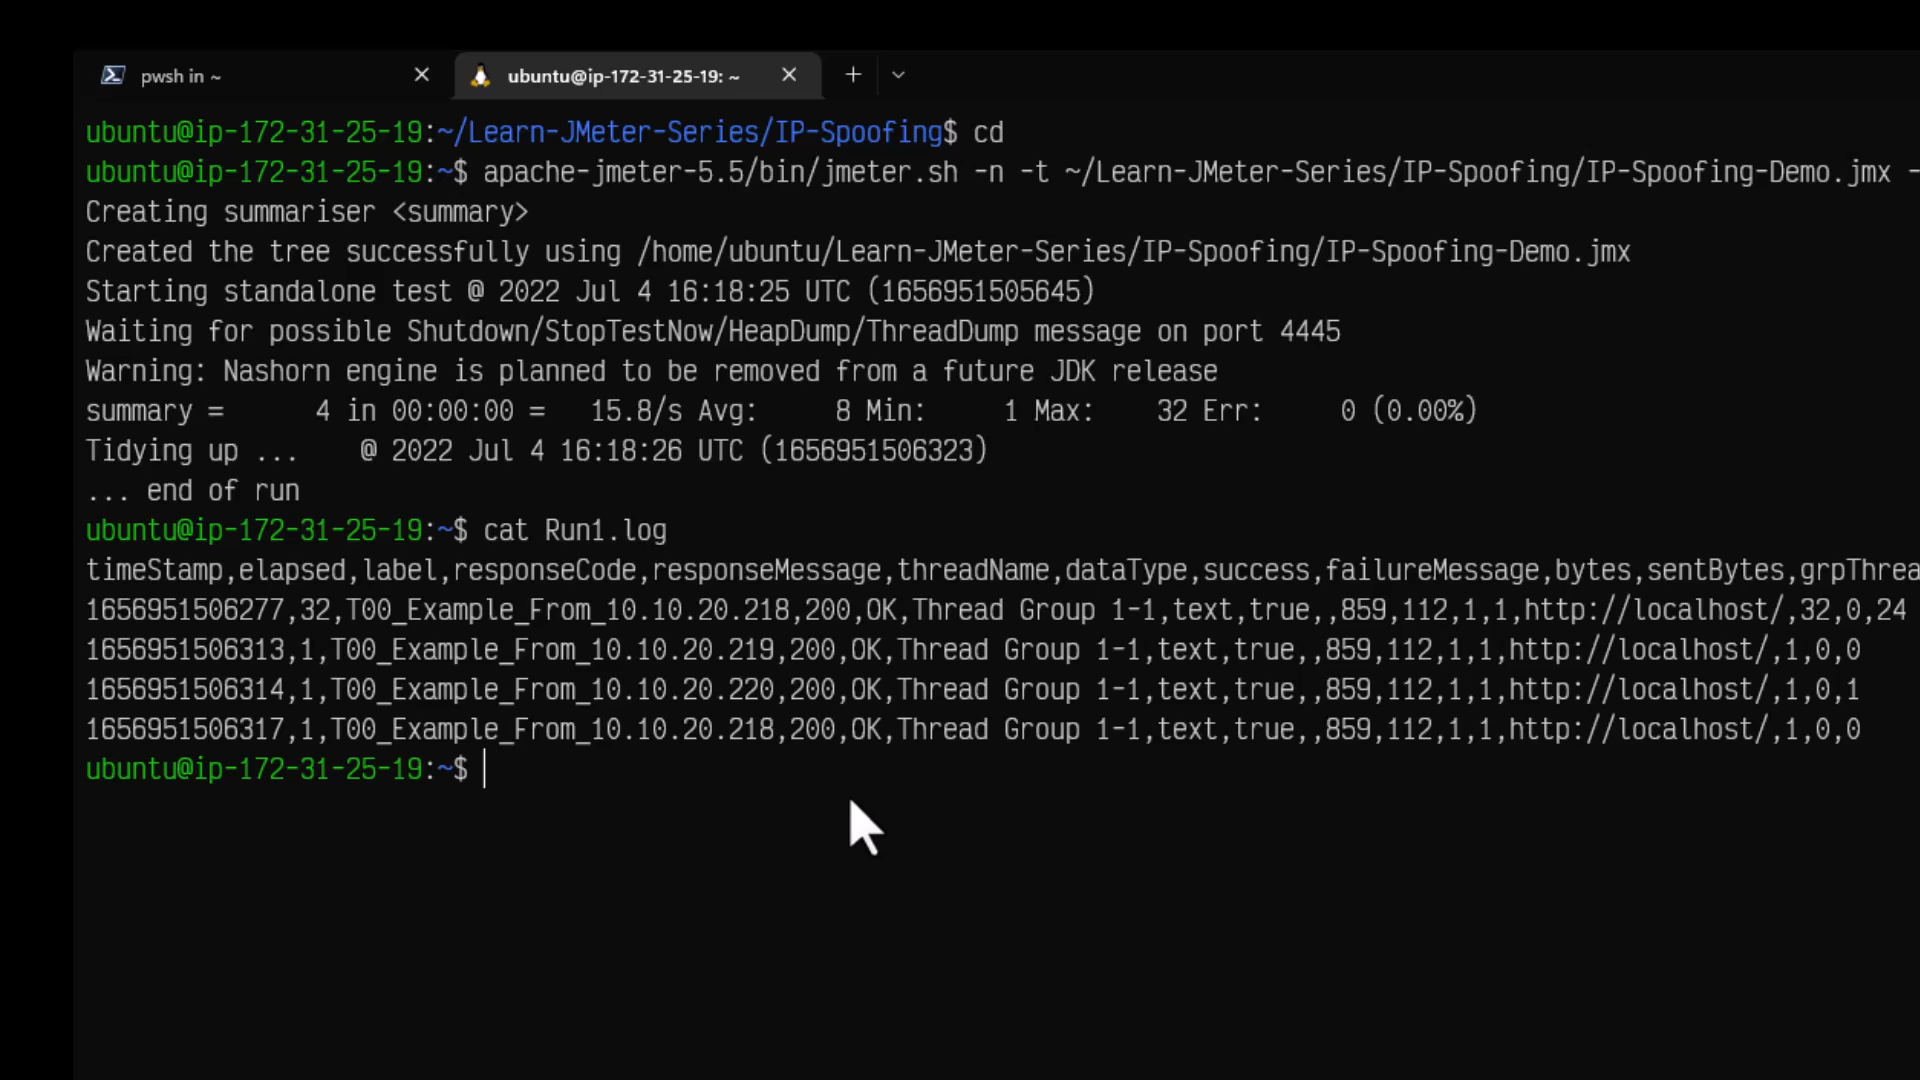 pwsh in ~
ubuntu@ip-172-31-25-19: ~
ubuntu@ip-172-31-25-19:~/Learn-JMeter-Series/IP-Spoofing$ cd
ubuntu@ip-172-31-25-19:~$ apache-jmeter-5.5/bin/jmeter.sh -n -t ~/Learn-JMeter-Series/IP-Spoofing/IP-Spoofing-Demo.jmx -
Creating summariser <summary>
Created the tree successfully using /home/ubuntu/Learn-JMeter-Series/IP-Spoofing/IP-Spoofing-Demo.jmx
Starting standalone test @ 2022 Jul 4 16:18:25 UTC (1656951505645)
Waiting for possible Shutdown/StopTestNow/HeapDump/ThreadDump message on port 4445
Warning: Nashorn engine is planned to be removed from a future JDK release
summary =      4 in 00:00:00 =   15.8/s Avg:     8 Min:     1 Max:    32 Err:     0 (0.00%)
Tidying up ...    @ 2022 Jul 4 16:18:26 UTC (1656951506323)
... end of run
ubuntu@ip-172-31-25-19:~$ cat Run1.log
timeStamp,elapsed,label,responseCode,responseMessage,threadName,dataType,success,failureMessage,bytes,sentBytes,grpThrea
1656951506277,32,T00_Example_From_10.10.20.218,200,OK,Thread Group 1-1,text,true,,859,112,1,1,http://localhost/,32,0,24
1656951506313,1,T00_Example_From_10.10.20.219,200,OK,Thread Group 1-1,text,true,,859,112,1,1,http://localhost/,1,0,0
1656951506314,1,T00_Example_From_10.10.20.220,200,OK,Thread Group 1-1,text,true,,859,112,1,1,http://localhost/,1,0,1
1656951506317,1,T00_Example_From_10.10.20.218,200,OK,Thread Group 1-1,text,true,,859,112,1,1,http://localhost/,1,0,0
ubuntu@ip-172-31-25-19:~$